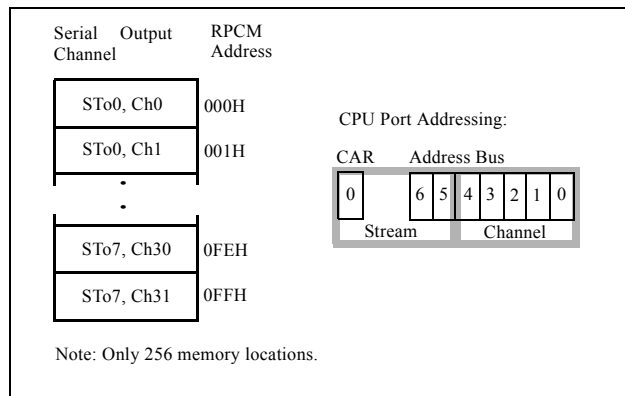 Serial Output Channel
RPCM Address
STo0, Ch0
000H
STo0, Ch1
001H
STo7, Ch30
0FEH
STo7, Ch31
0FFH
CPU Port Addressing:
CAR
Address Bus
0
6 5 4 3 2 1 0
Stream
Channel
Note: Only 256 memory locations.